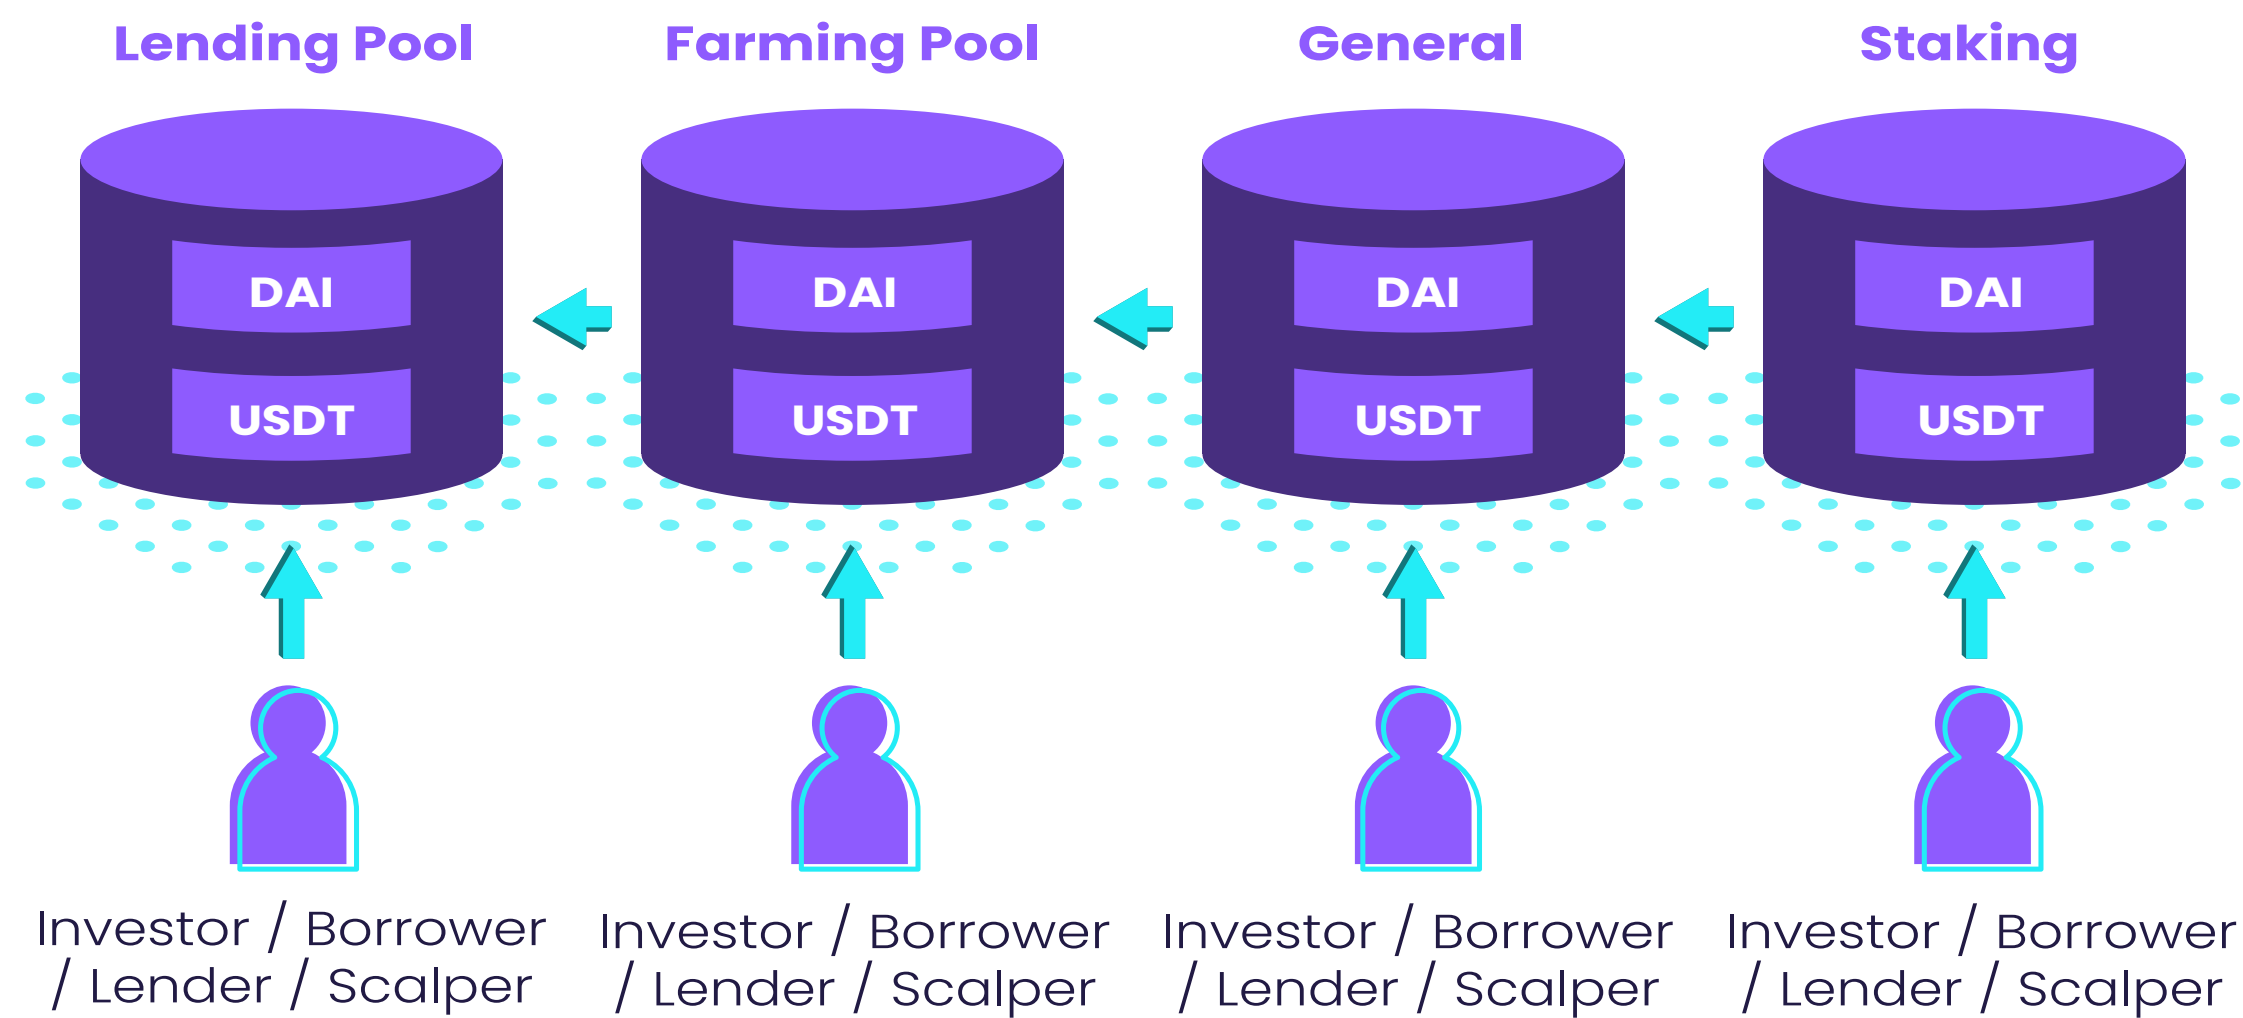 Lending Pool
Farming Pool
General
Staking
DAI
DAI
DAI
DAI
USDT
USDT
USDT
USDT
Investor / Borrower
/ Lender / Scalper
Investor / Borrower
/ Lender / Scalper
Investor / Borrower
/ Lender / Scalper
Investor / Borrower
/ Lender / Scalper